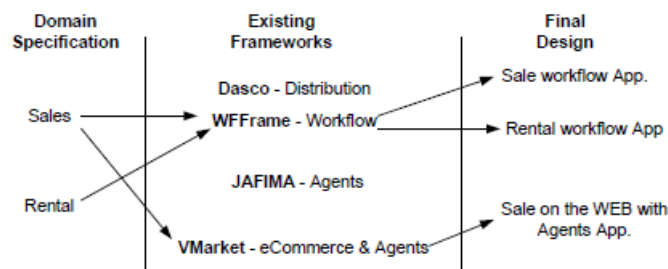 Domain Specification
Existing Frameworks
Final Design
Dasco - Distribution
Sale workflow App.
Sales
WFFrame - Workflow
Rental workflow App
JAFIMA - Agents
Rental
Sale on the WEB with
Agents App.
VMarket - eCommerce & Agents